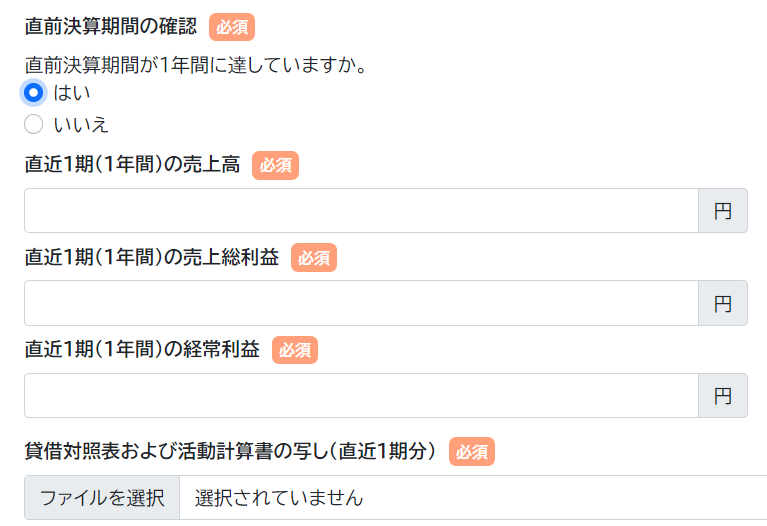 直前決算期間の確認 必須
直前決算期間が1年間に達していますか。
はい
いいえ
直近1期（1年間）の売上高 必須
円
直近1期（1年間）の売上総利益 必須
円
直近1期（1年間）の経常利益 必須
円
貸借対照表および活動計算書の写し（直近1期分） 必須
ファイルを選択 選択されていません